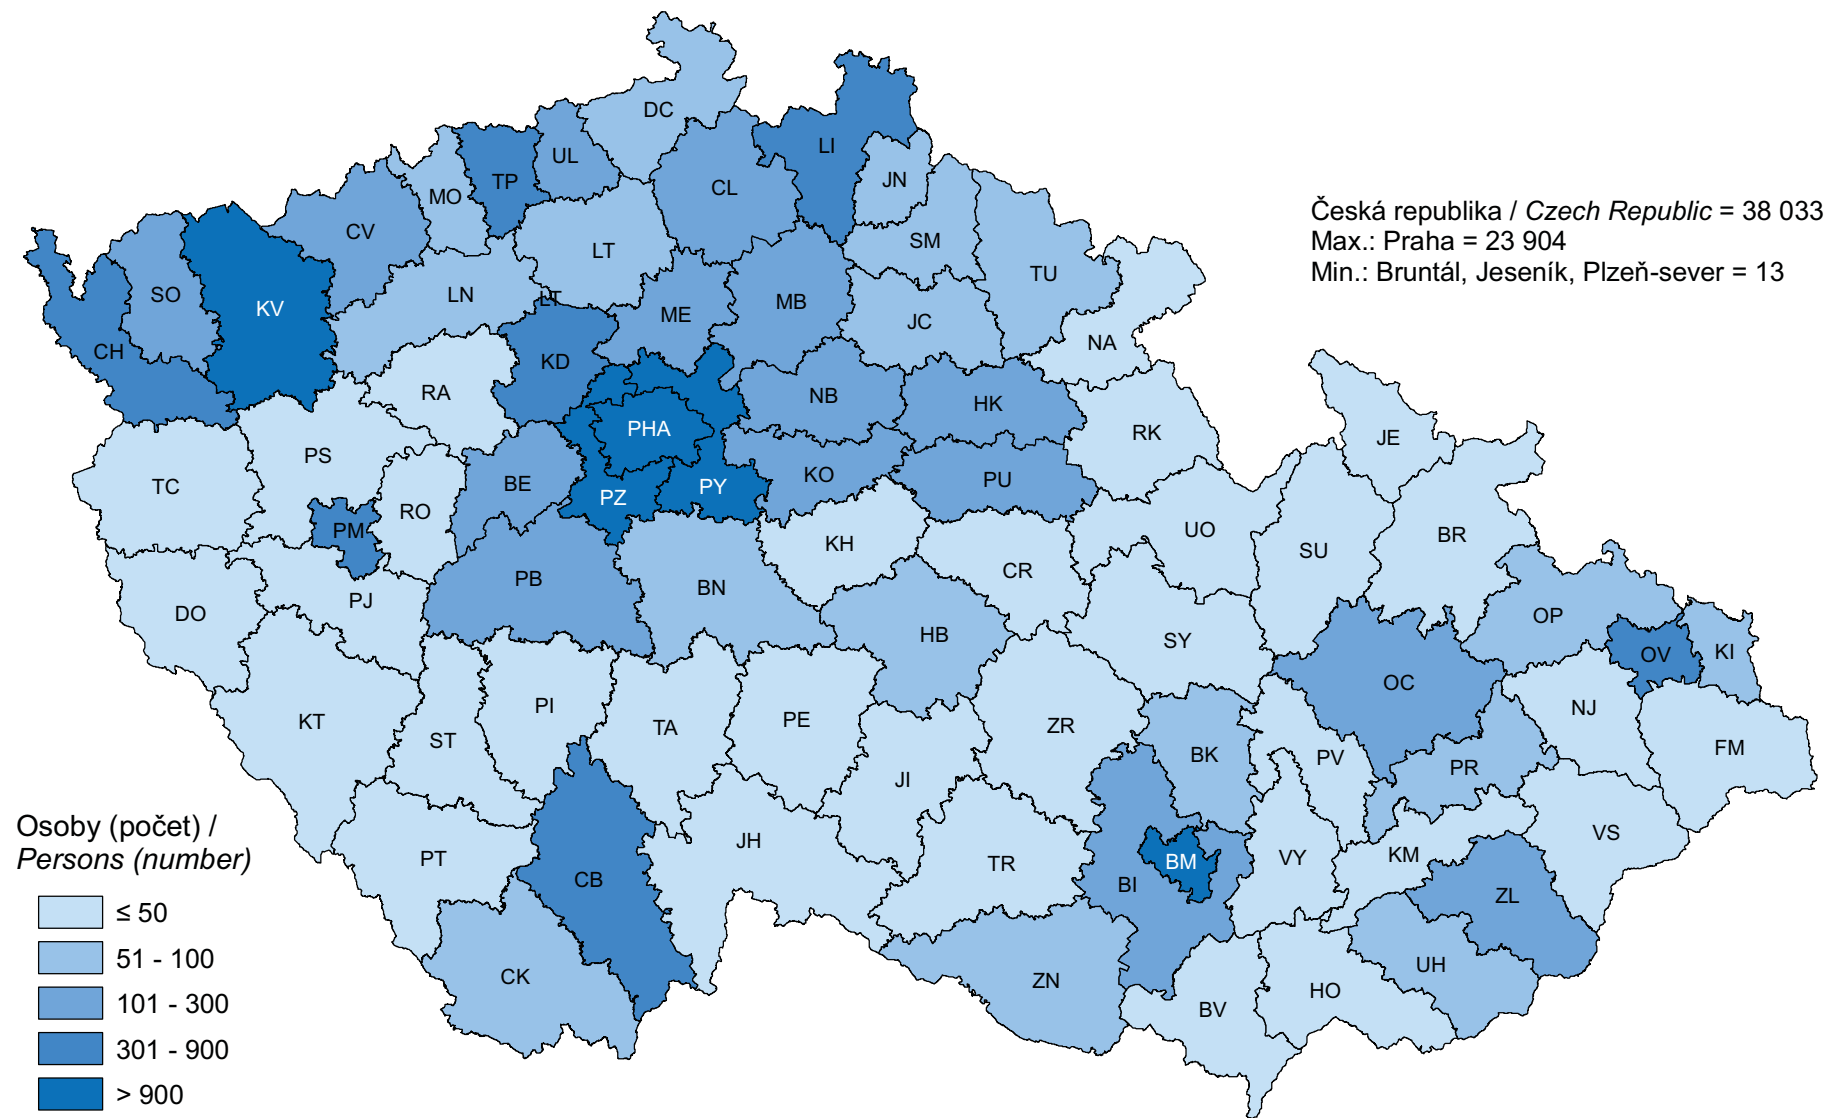 DC
LI
UL
TP
CL
JN
MO
CV
LT
SM
TU
SO
KV
LN
LT
ME
MB
JC
NA
CH
KD
RA
NB
HK
PHA
RK
JE
PS
TC
BE
KO
PU
PZ
PY
RO
PM
KH
UO
SU
BR
CR
PB
BN
DO
PJ
HB
SY
OP
OV
KI
OC
KT
PI
ST
TA
PE
ZR
BK
PV
PR
NJ
FM
JI
JH
TR
PT
CB
BI
BM
VY
KM
VS
ZL
CK
ZN
UH
HO
BV
Česká republika / Czech Republic = 38 033
Max.: Praha = 23 904
Min.: Bruntál, Jeseník, Plzeň-sever = 13
Osoby (počet) /
Persons (number)
≤ 50
51 - 100
101 - 300
301 - 900
> 900